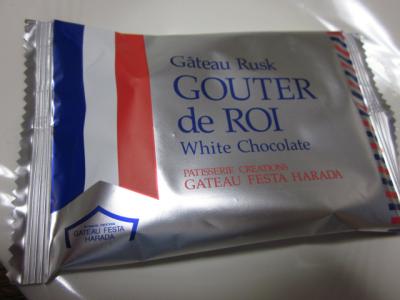 Gâteau Rusk
GOUTER
de ROI
White Chocolate
PATISSERIE CREATIONS
GATEAU FESTA HARADA
GATEAU FESTA
HARADA